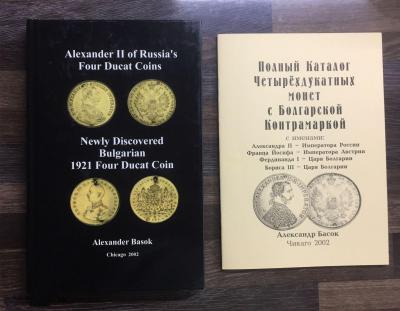 Alexander II of Russia's
Four Ducat Coins
Newly Discovered
Bulgarian
1921 Four Ducat Coin
Alexander Basok
Chicago 2002
Полный Каталог
Четырёхдукатных
монет
с Болгарской
Контрамаркой
с именами:
Александра II – Императора России
Франца Иосифа – Императора Австрии
Фердинанда I – Царя Болгарии
Бориса III – Царя Болгарии
Александр Басок
Чикаго 2002